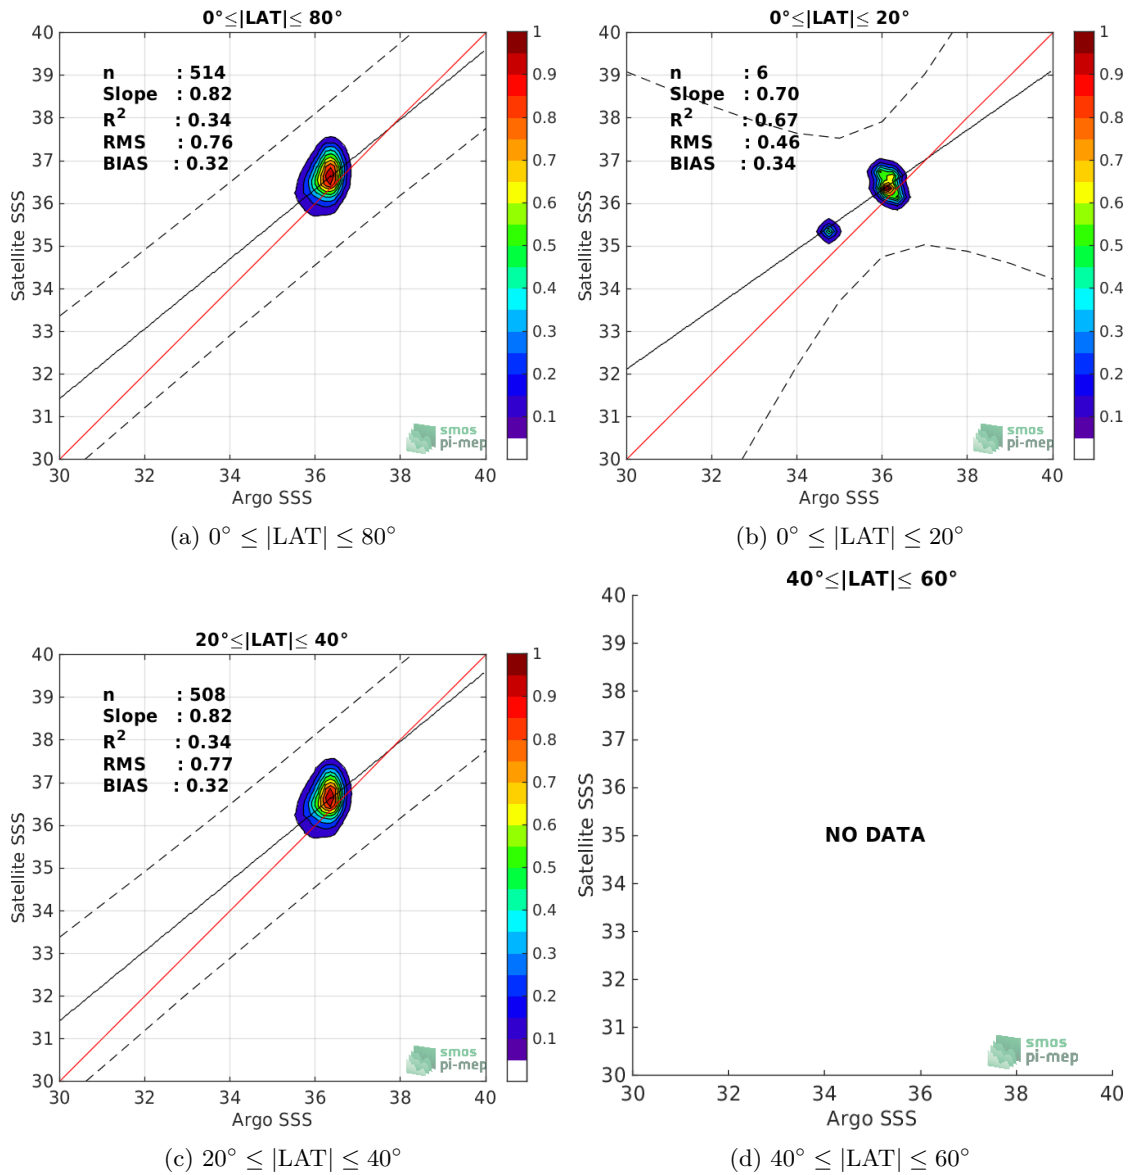 0°≤|LAT|≤ 80°
40
39
38
37
36
35
34
33
32
31
30
n : 514
Slope : 0.82
R² : 0.34
RMS : 0.76
BIAS : 0.32
Satellite SSS
30 32 34 36 38 40
Argo SSS
1
0.9
0.8
0.7
0.6
0.5
0.4
0.3
0.2
0.1
smos
pi-mep
(a) 0° ≤ |LAT| ≤ 80°
0°≤|LAT|≤ 20°
40
39
38
37
36
35
34
33
32
31
30
n : 6
Slope : 0.70
R² : 0.67
RMS : 0.46
BIAS : 0.34
Satellite SSS
30 32 34 36 38 40
Argo SSS
1
0.9
0.8
0.7
0.6
0.5
0.4
0.3
0.2
0.1
smos
pi-mep
(b) 0° ≤ |LAT| ≤ 20°
20°≤|LAT|≤ 40°
40
39
38
37
36
35
34
33
32
31
30
n : 508
Slope : 0.82
R² : 0.34
RMS : 0.77
BIAS : 0.32
Satellite SSS
30 32 34 36 38 40
Argo SSS
1
0.9
0.8
0.7
0.6
0.5
0.4
0.3
0.2
0.1
smos
pi-mep
(c) 20° ≤ |LAT| ≤ 40°
40°≤|LAT|≤ 60°
40
39
38
37
36
35
34
33
32
31
30
NO DATA
Satellite SSS
30 32 34 36 38 40
Argo SSS
smos
pi-mep
(d) 40° ≤ |LAT| ≤ 60°